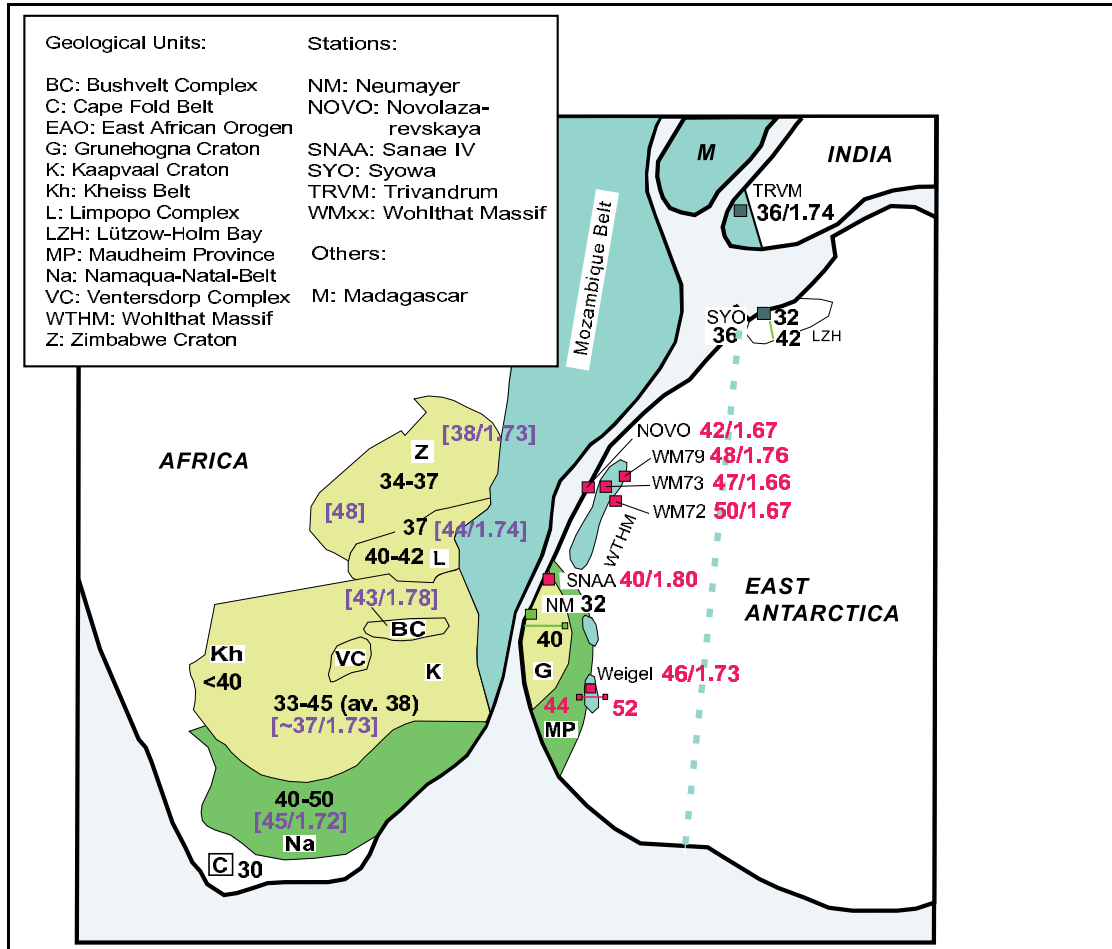 Geological Units:
BC: Bushvelt Complex
C: Cape Fold Belt
EAO: East African Orogen
G: Grunehogna Craton
K: Kaapvaal Craton
Kh: Kheiss Belt
L: Limpopo Complex
LZH: Lützow-Holm Bay
MP: Maudheim Province
Na: Namaqua-Natal-Belt
VC: Ventersdorp Complex
WTHM: Wohlthat Massif
Z: Zimbabwe Craton
Stations:
NM: Neumayer
NOVO: Novolaza-
revskaya
SNAA: Sanae IV
SYO: Syowa
TRVM: Trivandrum
WMxx: Wohlthat Massif
Others:
M: Madagascar
M
INDIA
TRVM
36/1.74
Mozambique Belt
SYO
36
32
42
LZH
AFRICA
[38/1.73]
Z
34-37
[48]
37
[44/1.74]
40-42
L
[43/1.78]
BC
VC
Kh
<40
K
33-45 (av. 38)
[~37/1.73]
40-50
[45/1.72]
Na
C
30
NOVO 42/1.67
WM79 48/1.76
WM73 47/1.66
WM72 50/1.67
WTHM
SNAA 40/1.80
NM 32
40
G
EAST
ANTARCTICA
Weigel 46/1.73
44
52
MP